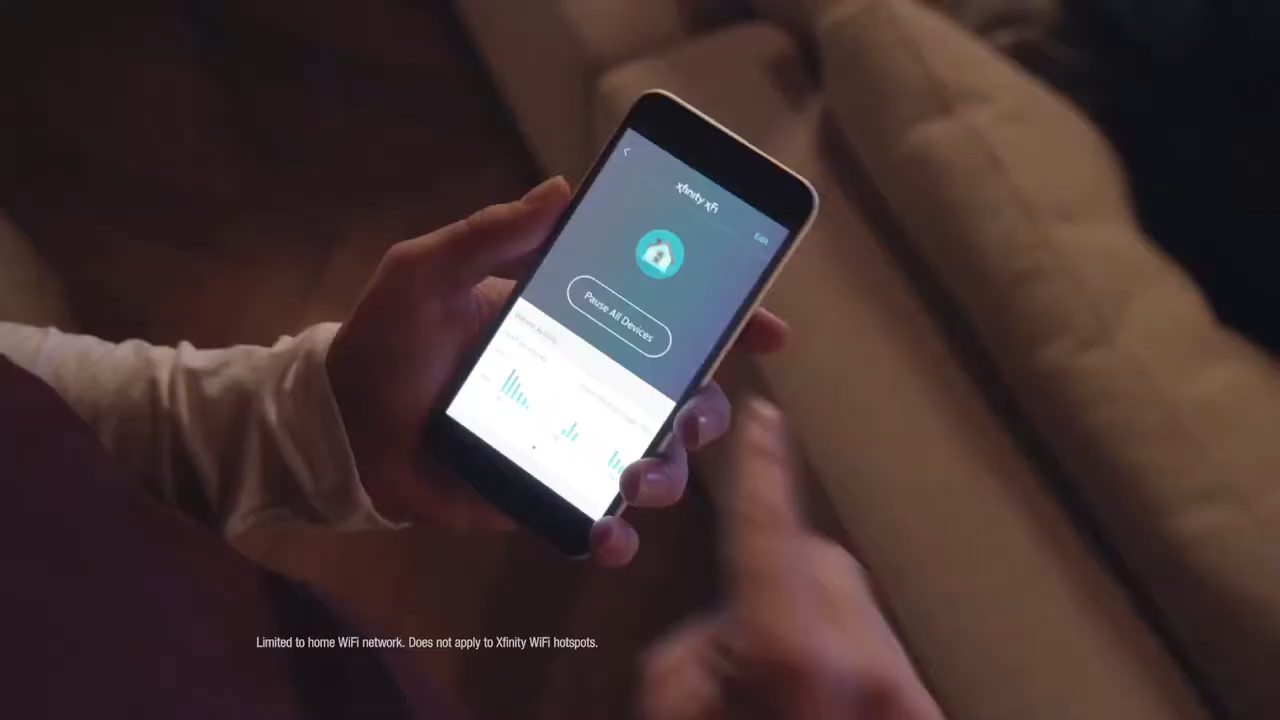 xfinity xFi
Edit
Pause All Devices
Limited to home WiFi network. Does not apply to Xfinity WiFi hotspots.